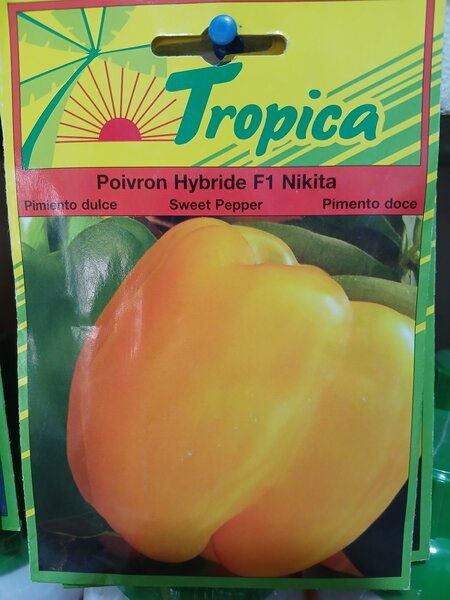 Tropica
Poivron Hybride F1 Nikita
Pimiento dulce Sweet Pepper Pimento doce